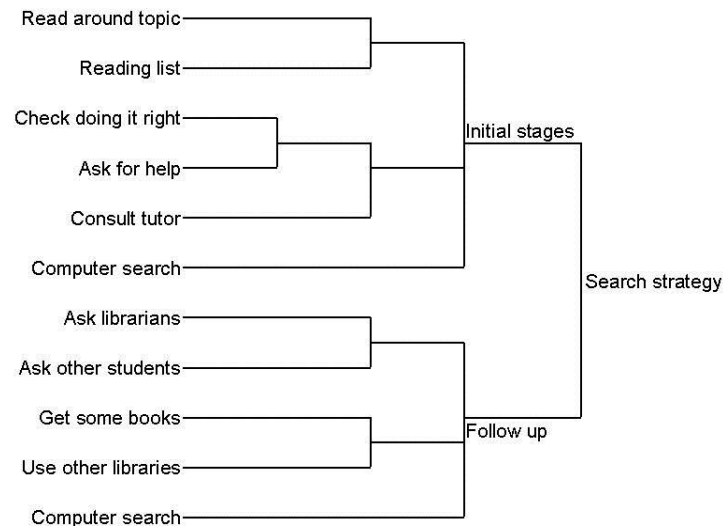 Read around topic
Reading list
Check doing it right
Initial stages
Ask for help
Consult tutor
Computer search
Search strategy
Ask librarians
Ask other students
Get some books
Follow up
Use other libraries
Computer search